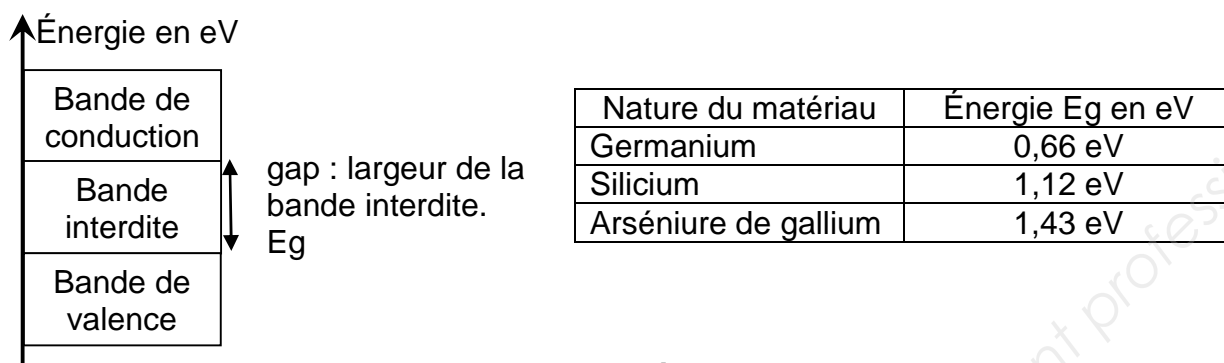 Énergie en eV
Bande de
conduction
Bande
interdite
Bande de
valence
gap : largeur de la
bande interdite.
Eg
Nature du matériau Énergie Eg en eV
Germanium 0,66 eV
Silicium 1,12 eV
Arséniure de gallium 1,43 eV